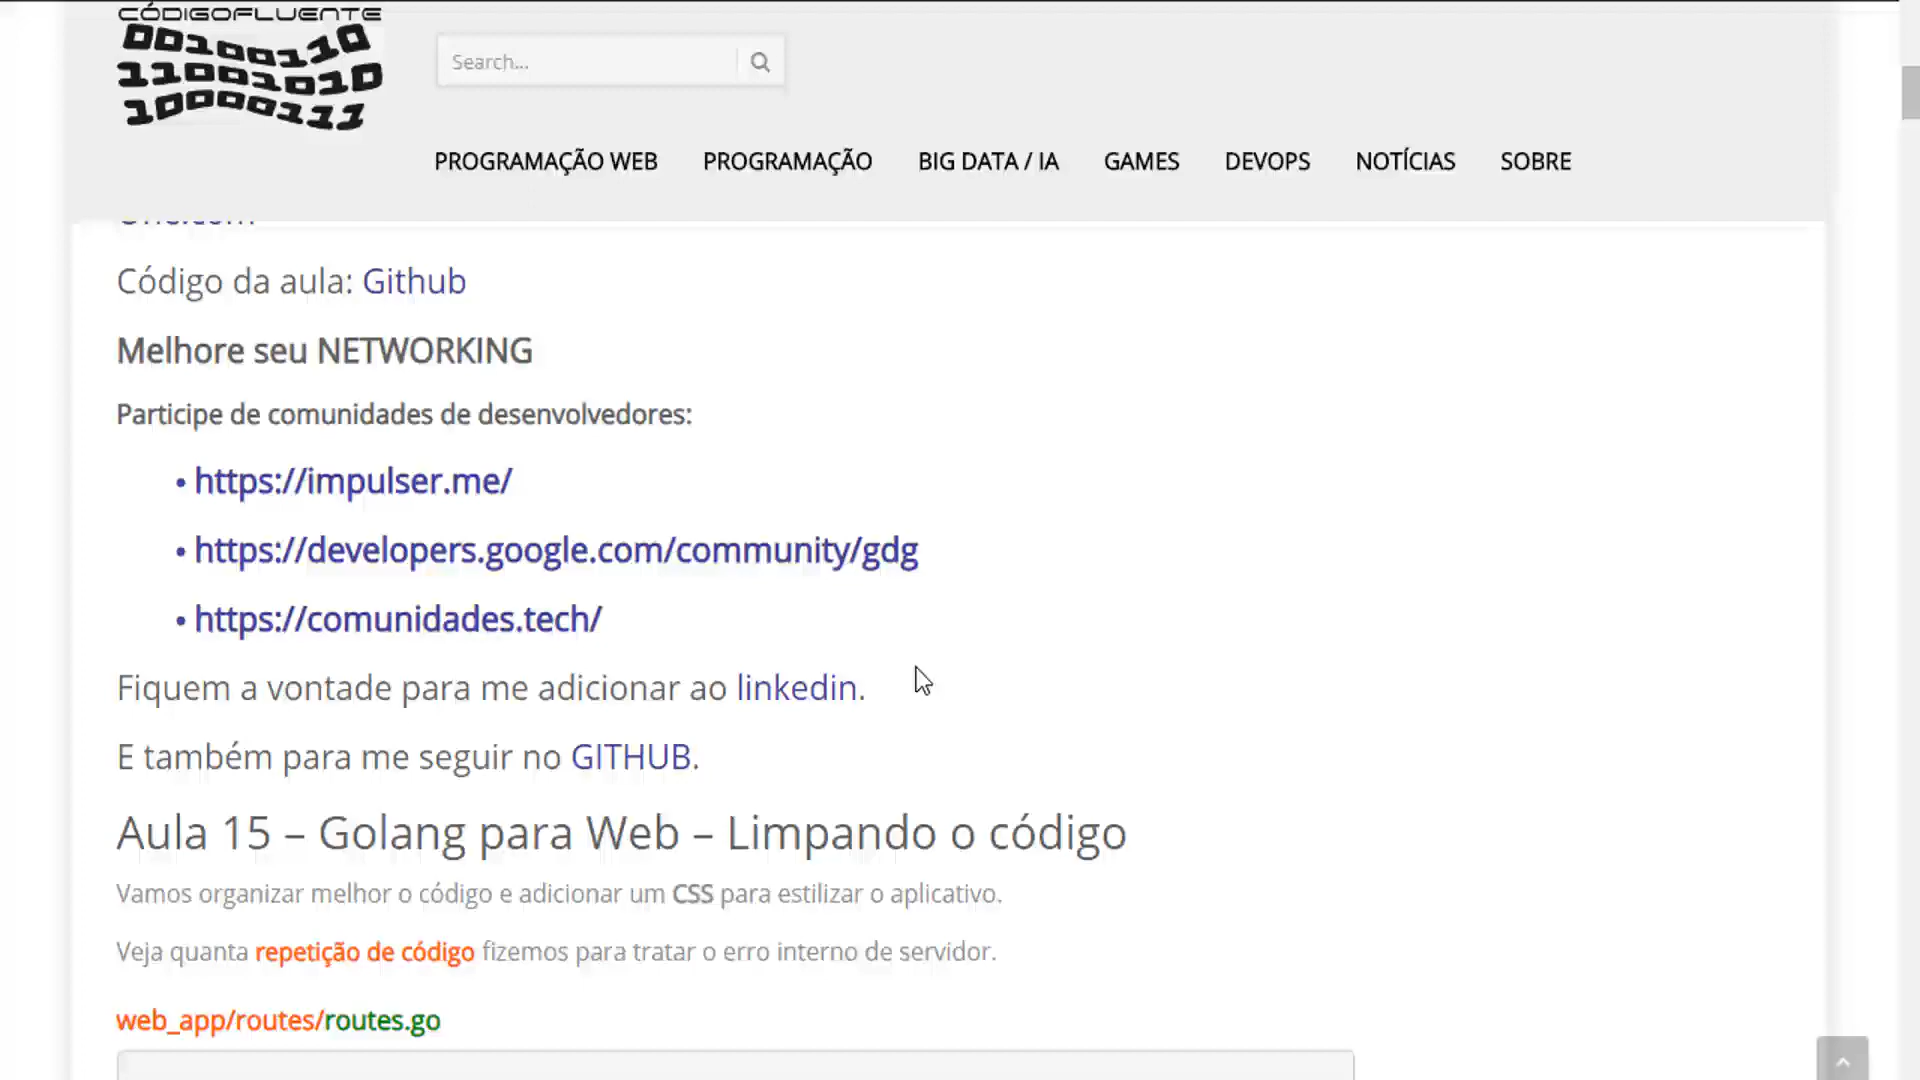 CÓDIGOFLUENTE
00100110
11001010
10000111
Search...
PROGRAMAÇÃO WEB PROGRAMAÇÃO BIG DATA / IA GAMES DEVOPS NOTÍCIAS SOBRE
Código da aula: Github
Melhore seu NETWORKING
Participe de comunidades de desenvolvedores:
• https://impulser.me/
• https://developers.google.com/community/gdg
• https://comunidades.tech/
Fiquem a vontade para me adicionar ao linkedin.
E também para me seguir no GITHUB.
Aula 15 – Golang para Web – Limpando o código
Vamos organizar melhor o código e adicionar um CSS para estilizar o aplicativo.
Veja quanta repetição de código fizemos para tratar o erro interno de servidor.
web_app/routes/routes.go